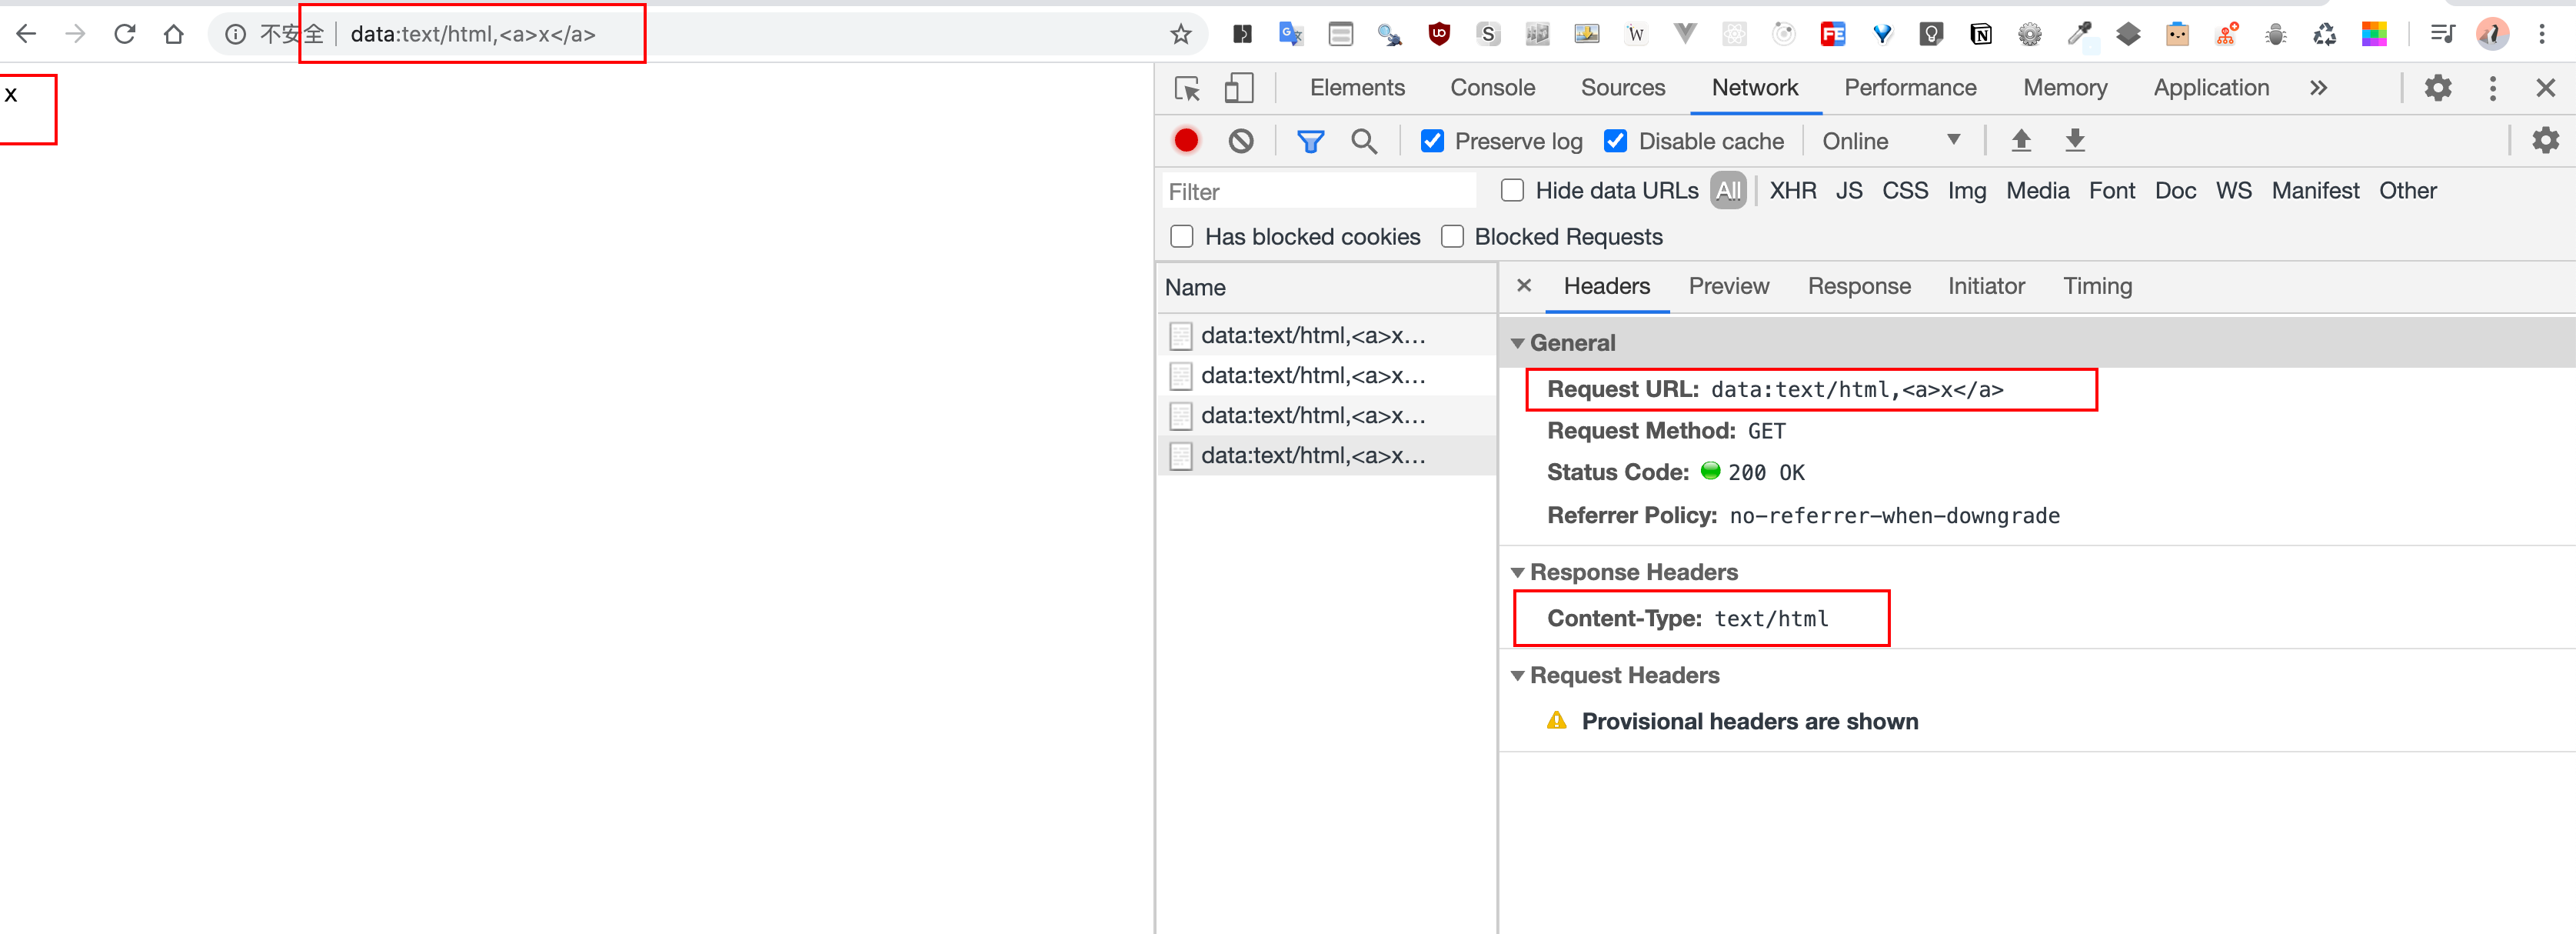 不安全 data:text/html,<a>x</a>
x
Elements Console Sources Network Performance Memory Application
Preserve log Disable cache Online
Filter Hide data URLs All XHR JS CSS Img Media Font Doc WS Manifest Other
Has blocked cookies Blocked Requests
Name
data:text/html,<a>x...
data:text/html,<a>x...
data:text/html,<a>x...
data:text/html,<a>x...
Headers Preview Response Initiator Timing
General
Request URL: data:text/html,<a>x</a>
Request Method: GET
Status Code: 200 OK
Referrer Policy: no-referrer-when-downgrade
Response Headers
Content-Type: text/html
Request Headers
Provisional headers are shown